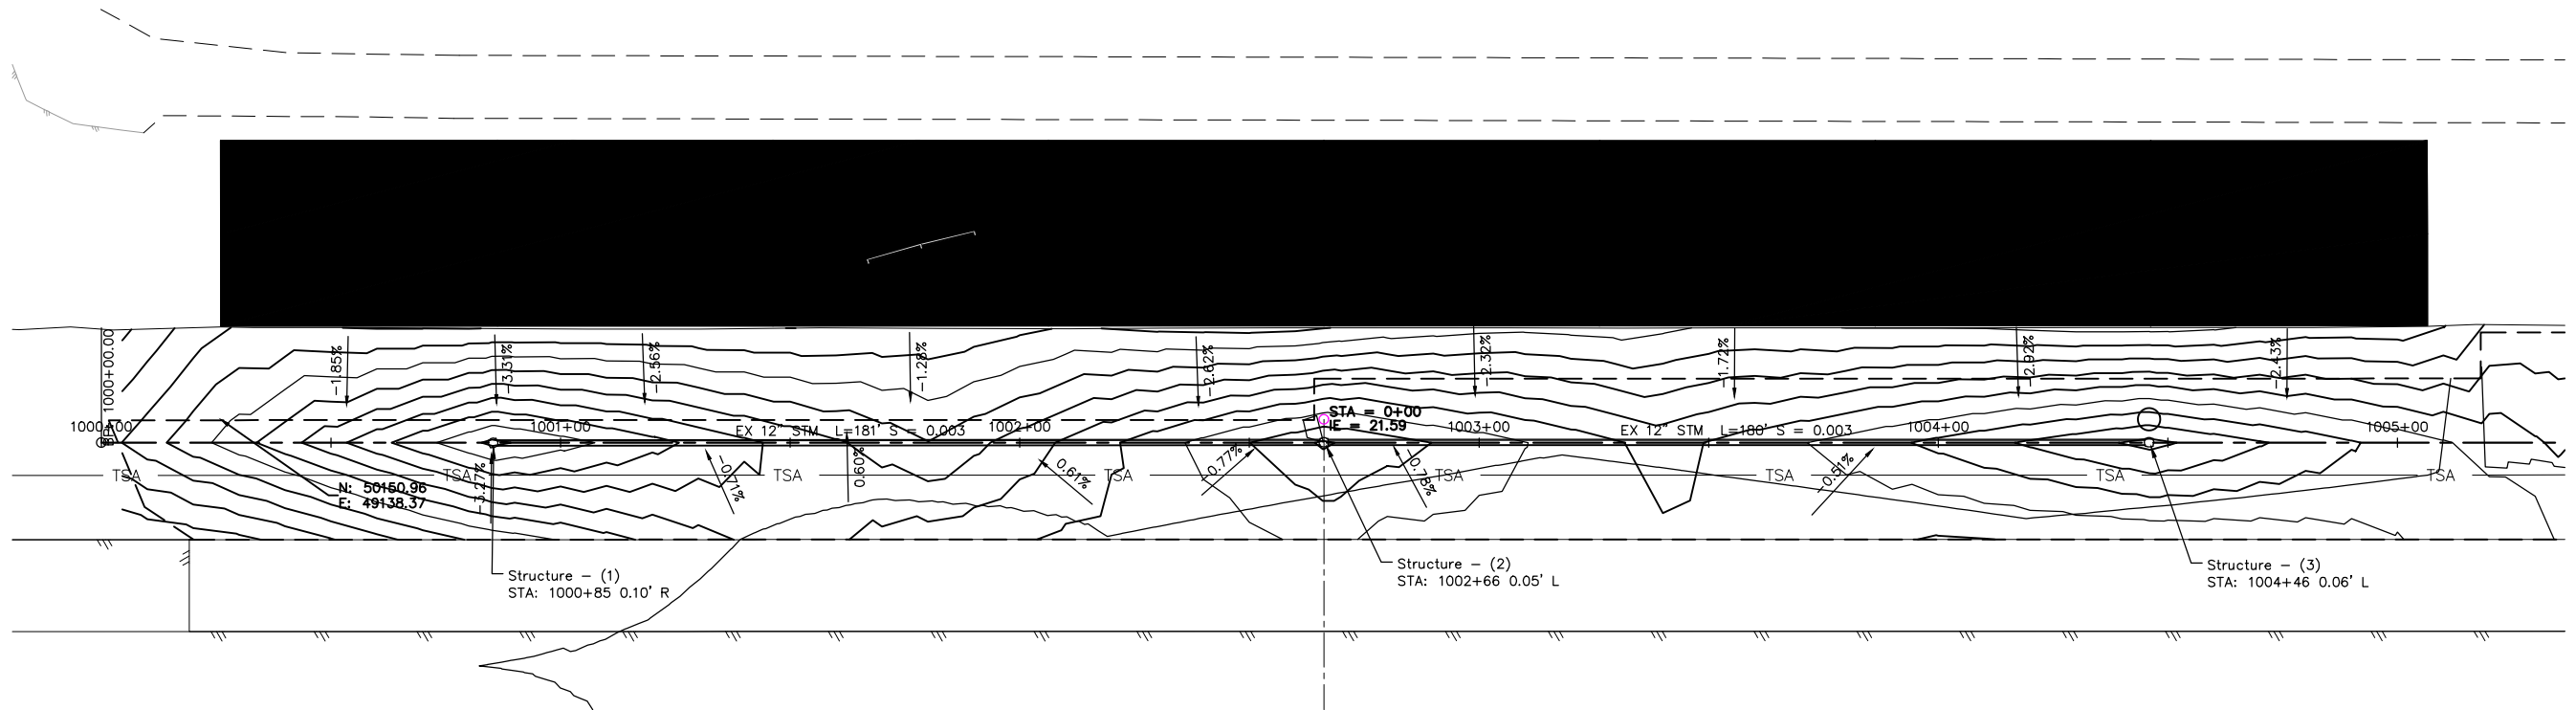 BP: 1000+00.00
-1.85%
-3.31%
-2.56%
-1.28%
-2.62%
-2.32%
-1.72%
-2.92%
-2.43%
STA = 0+00
IE = 21.59
1000+00
1001+00
EX 12" STM L=181' S = 0.003
1002+00
1003+00
EX 12" STM L=180' S = 0.003
1004+00
1005+00
TSA
TSA
TSA
TSA
TSA
TSA
TSA
TSA
-3.27%
-0.71%
0.60%
0.61%
-0.77%
-0.78%
-0.51%
N: 50150.96
E: 49138.37
Structure - (1)
STA: 1000+85 0.10' R
Structure - (2)
STA: 1002+66 0.05' L
Structure - (3)
STA: 1004+46 0.06' L